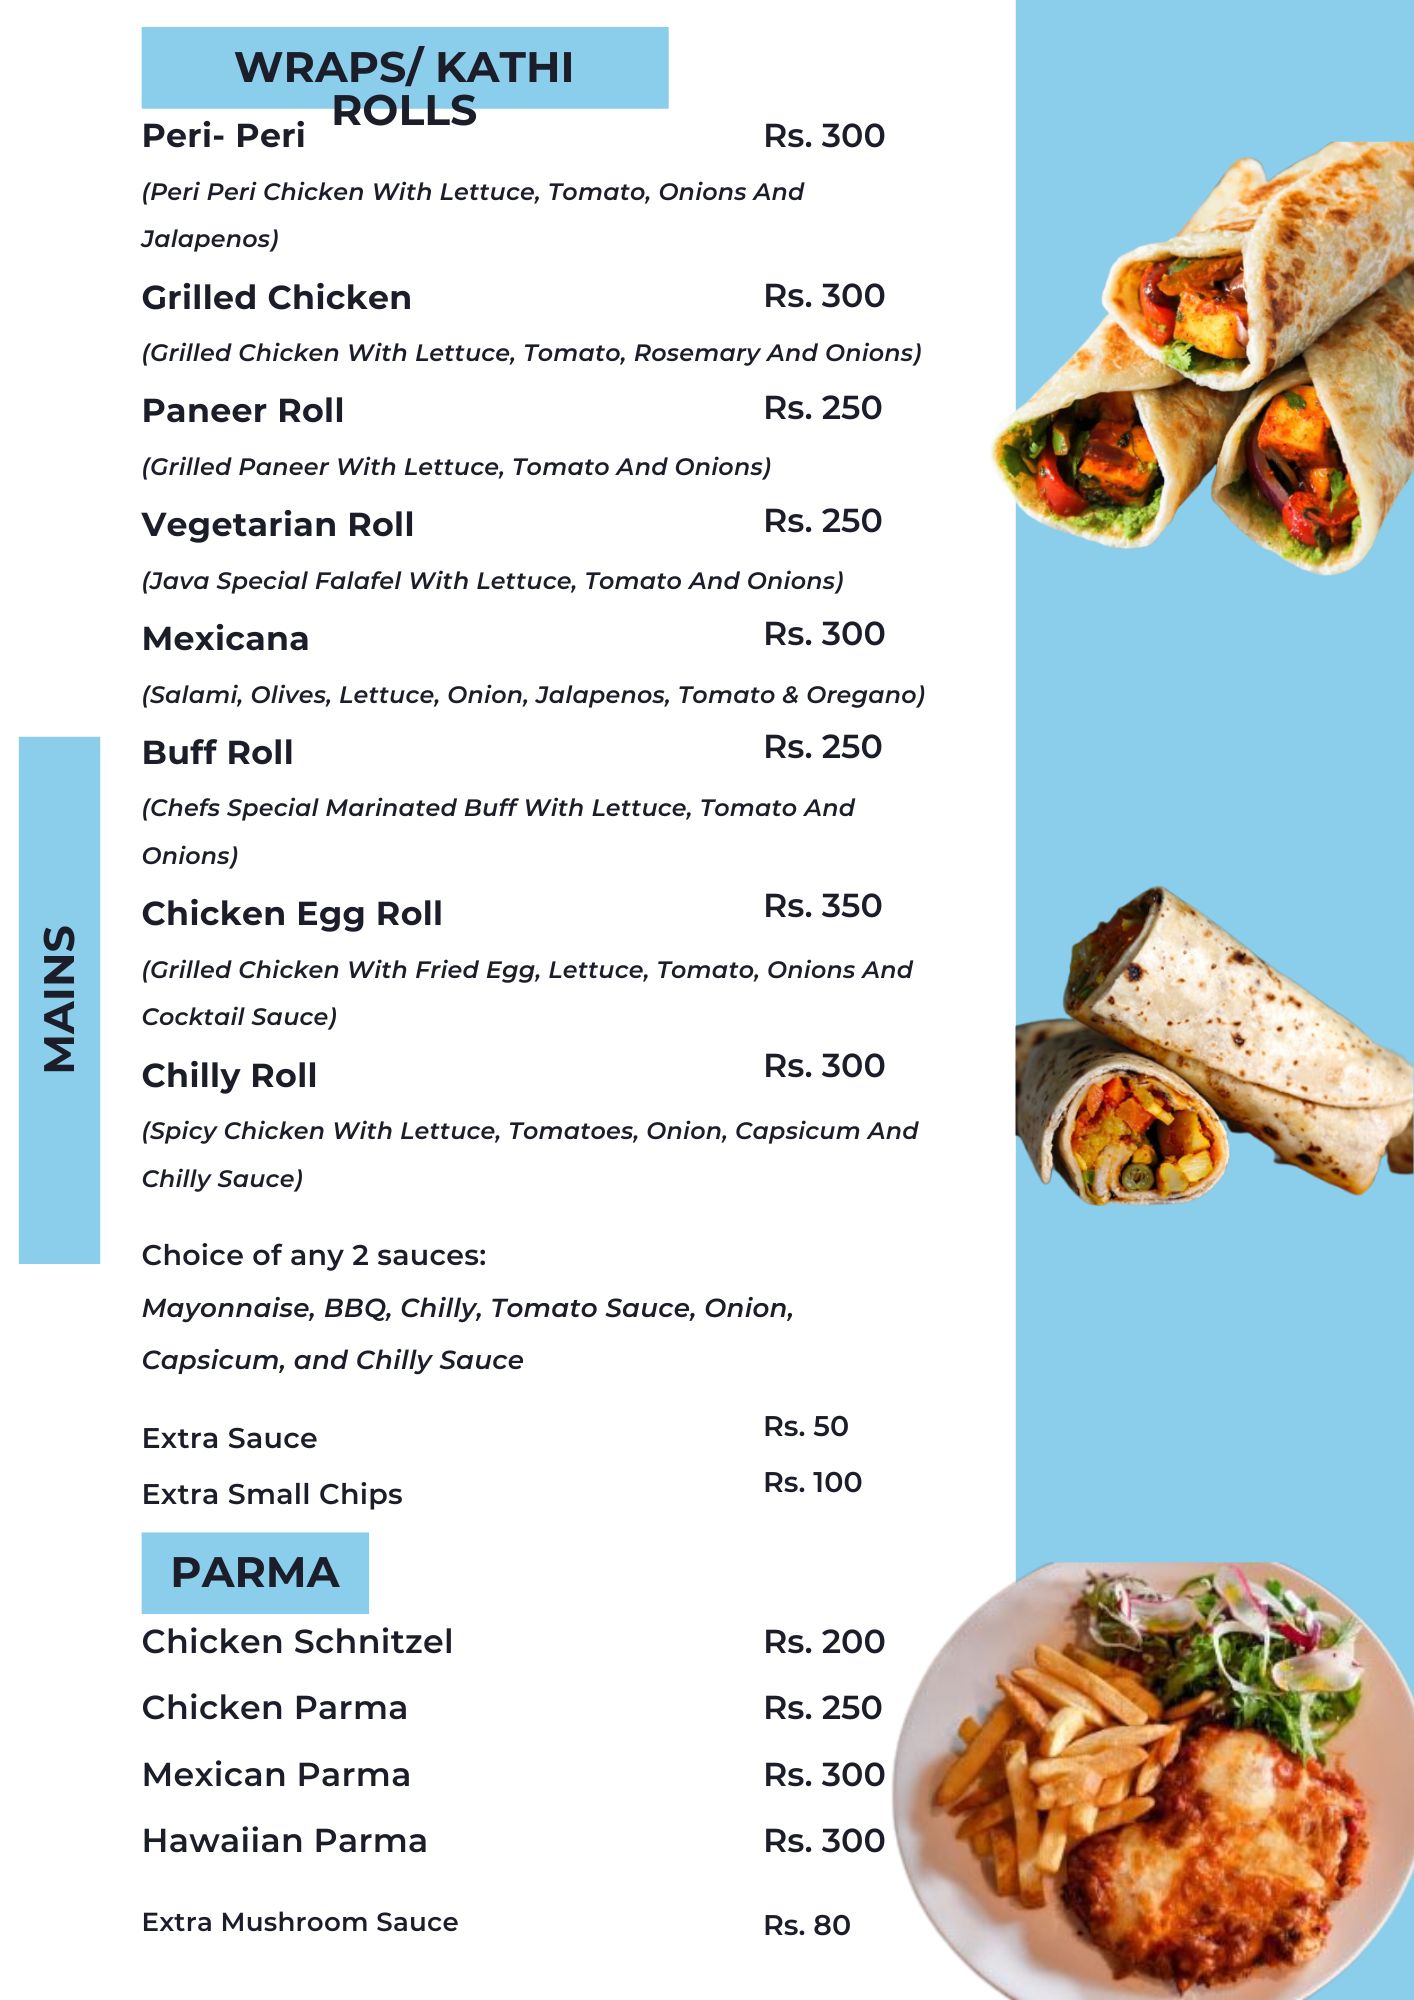 WRAPS/ KATHI
ROLLS
Peri- Peri Rs. 300
(Peri Peri Chicken With Lettuce, Tomato, Onions And
Jalapenos)
Grilled Chicken Rs. 300
(Grilled Chicken With Lettuce, Tomato, Rosemary And Onions)
Paneer Roll Rs. 250
(Grilled Paneer With Lettuce, Tomato And Onions)
Vegetarian Roll Rs. 250
(Java Special Falafel With Lettuce, Tomato And Onions)
Mexicana Rs. 300
(Salami, Olives, Lettuce, Onion, Jalapenos, Tomato & Oregano)
Buff Roll Rs. 250
(Chefs Special Marinated Buff With Lettuce, Tomato And
Onions)
Chicken Egg Roll Rs. 350
(Grilled Chicken With Fried Egg, Lettuce, Tomato, Onions And
Cocktail Sauce)
Chilly Roll Rs. 300
(Spicy Chicken With Lettuce, Tomatoes, Onion, Capsicum And
Chilly Sauce)
MAINS
Choice of any 2 sauces:
Mayonnaise, BBQ, Chilly, Tomato Sauce, Onion,
Capsicum, and Chilly Sauce
Extra Sauce Rs. 50
Extra Small Chips Rs. 100
PARMA
Chicken Schnitzel Rs. 200
Chicken Parma Rs. 250
Mexican Parma Rs. 300
Hawaiian Parma Rs. 300
Extra Mushroom Sauce Rs. 80